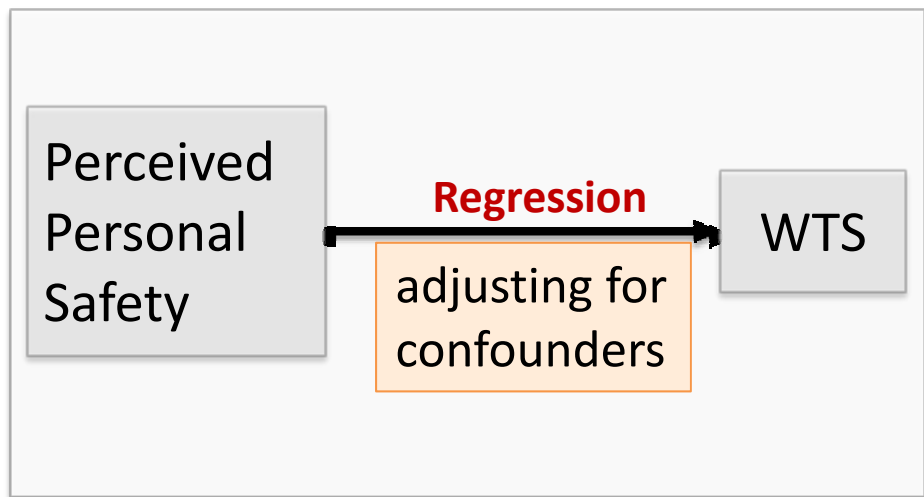 Perceived
Personal
Safety
Regression
adjusting for
confounders
WTS